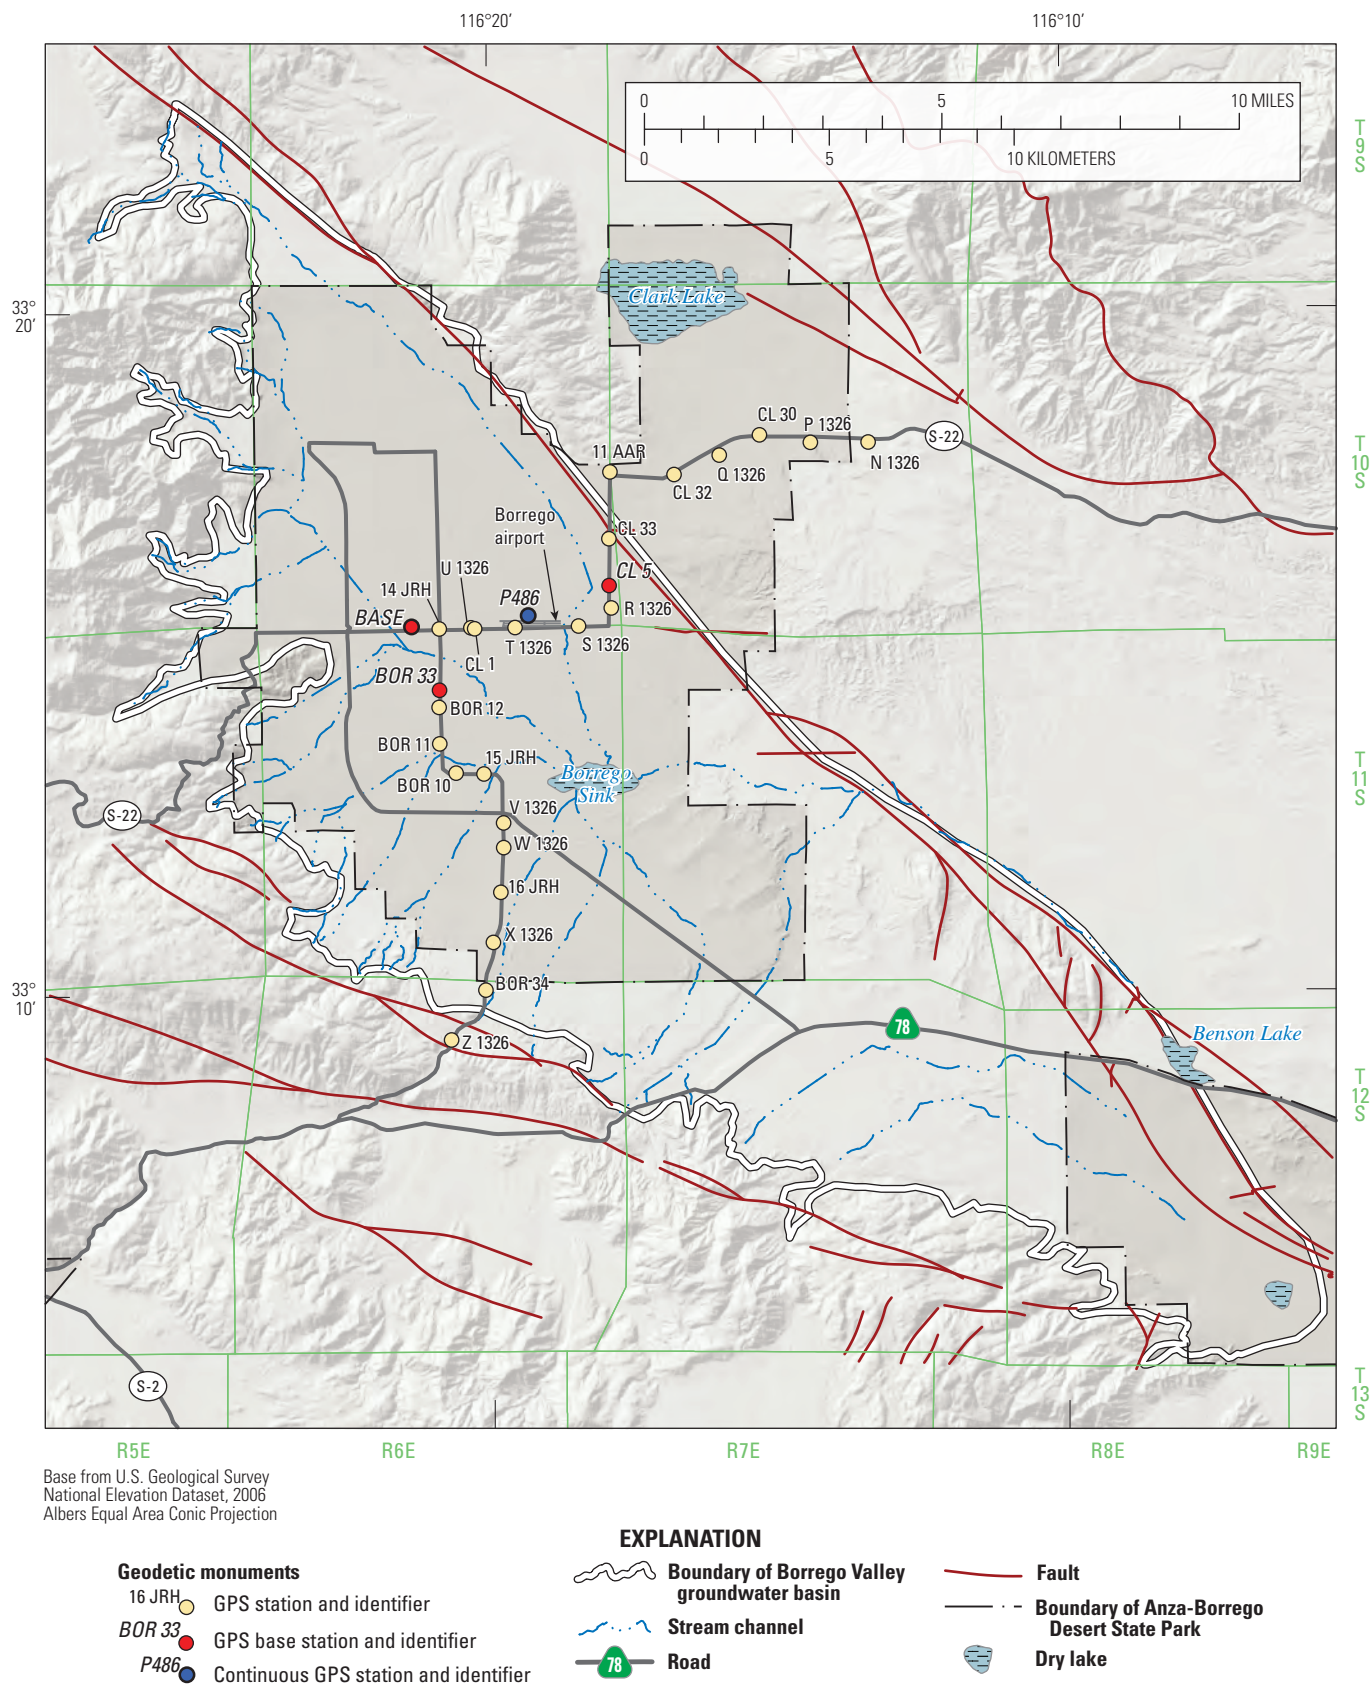 116°20′
116°10′
0
5
10 MILES
0
5
10 KILOMETERS
T
9
S
33°
20′
Clark Lake
CL 30
P 1326
S-22
11 AAR
Q 1326
N 1326
CL 32
T
10
S
Borrego
airport
CL 33
U 1326
CL 5
14 JRH
P486
R 1326
BASE
T 1326
S 1326
CL 1
BOR 33
BOR 12
BOR 11
15 JRH
BOR 10
Borrego
Sink
T
11
S
S-22
V 1326
W 1326
16 JRH
X 1326
BOR 34
33°
10′
78
Z 1326
Benson Lake
T
12
S
S-2
T
13
S
R5E
R6E
R7E
R8E
R9E
Base from U.S. Geological Survey
National Elevation Dataset, 2006
Albers Equal Area Conic Projection
EXPLANATION
Geodetic monuments
16 JRH
GPS station and identifier
BOR 33
GPS base station and identifier
P486
Continuous GPS station and identifier
Boundary of Borrego Valley
groundwater basin
Stream channel
78
Road
Fault
Boundary of Anza-Borrego
Desert State Park
Dry lake